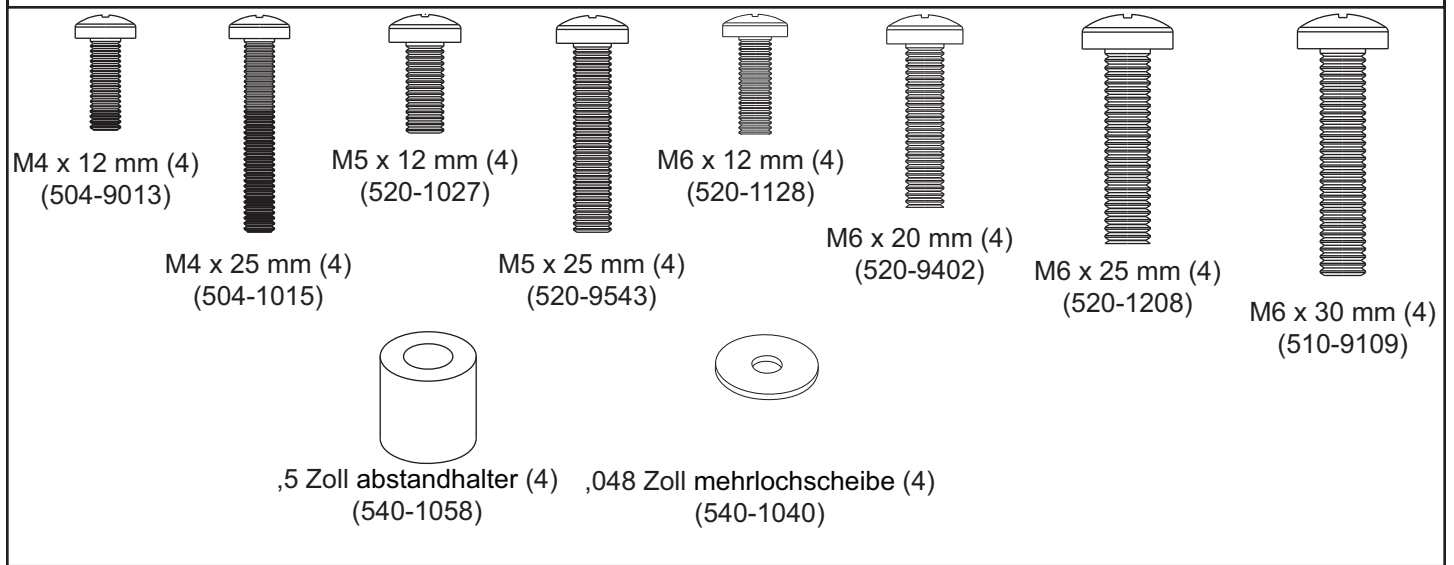 M4 x 12 mm (4)
(504-9013)
M4 x 25 mm (4)
(504-1015)
M5 x 12 mm (4)
(520-1027)
M5 x 25 mm (4)
(520-9543)
M6 x 12 mm (4)
(520-1128)
M6 x 20 mm (4)
(520-9402)
M6 x 25 mm (4)
(520-1208)
M6 x 30 mm (4)
(510-9109)
,5 Zoll abstandhalter (4)
(540-1058)
,048 Zoll mehrlochscheibe (4)
(540-1040)